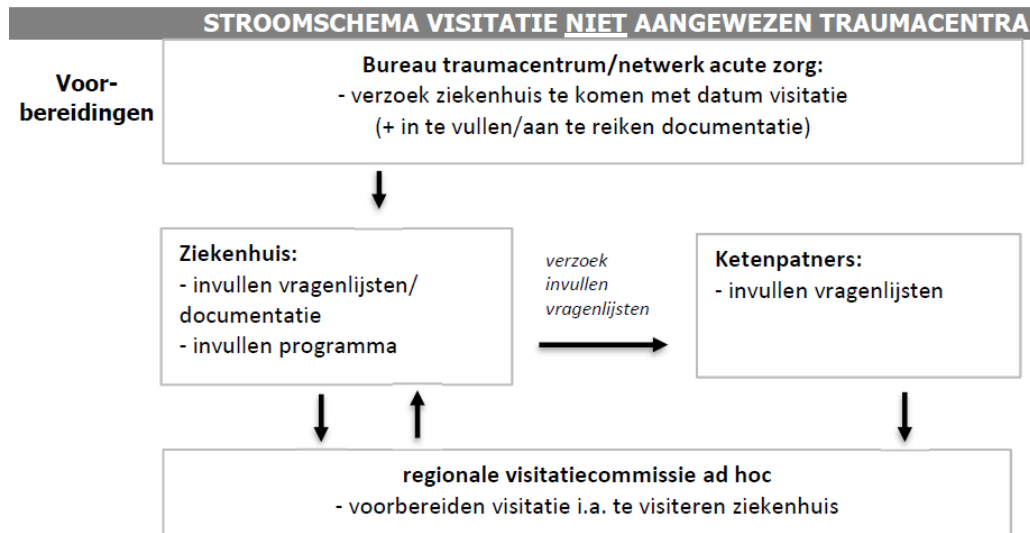 STROOMSCHEMA VISITATIE NIET AANGEWEZEN TRAUMACENTRA
Voor-
bereidingen
Bureau traumacentrum/netwerk acute zorg:
- verzoek ziekenhuis te komen met datum visitatie
(+ in te vullen/aan te reiken documentatie)
Ziekenhuis:
- invullen vragenlijsten/
documentatie
- invullen programma
verzoek
invullen
vragenlijsten
Ketenpatners:
- invullen vragenlijsten
regionale visitatiecommissie ad hoc
- voorbereiden visitatie i.a. te visiteren ziekenhuis